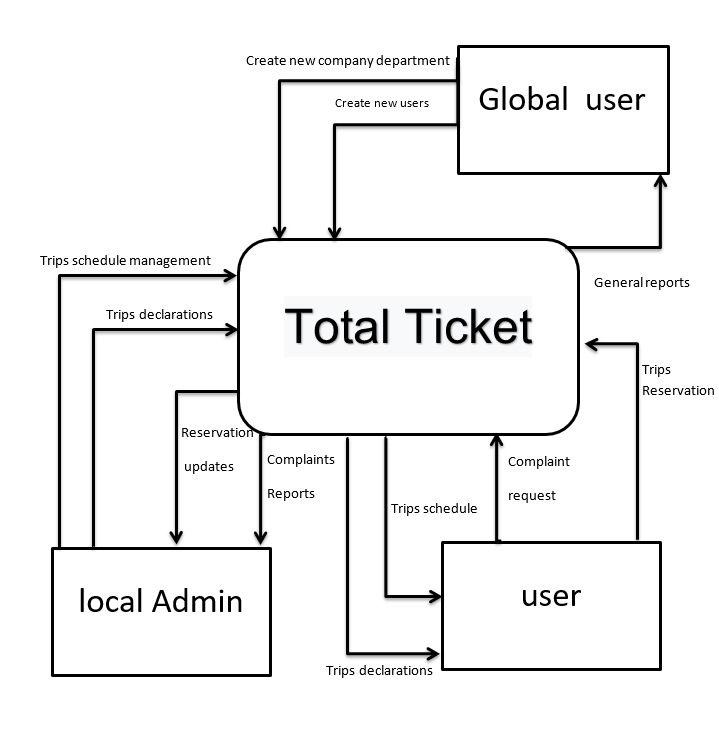 Create new company department
Global user
Create new users
Trips schedule management
General reports
Trips declarations
Total Ticket
Trips
Reservation
Reservation
updates
Complaints
Reports
Complaint
request
Trips schedule
local Admin
user
Trips declarations